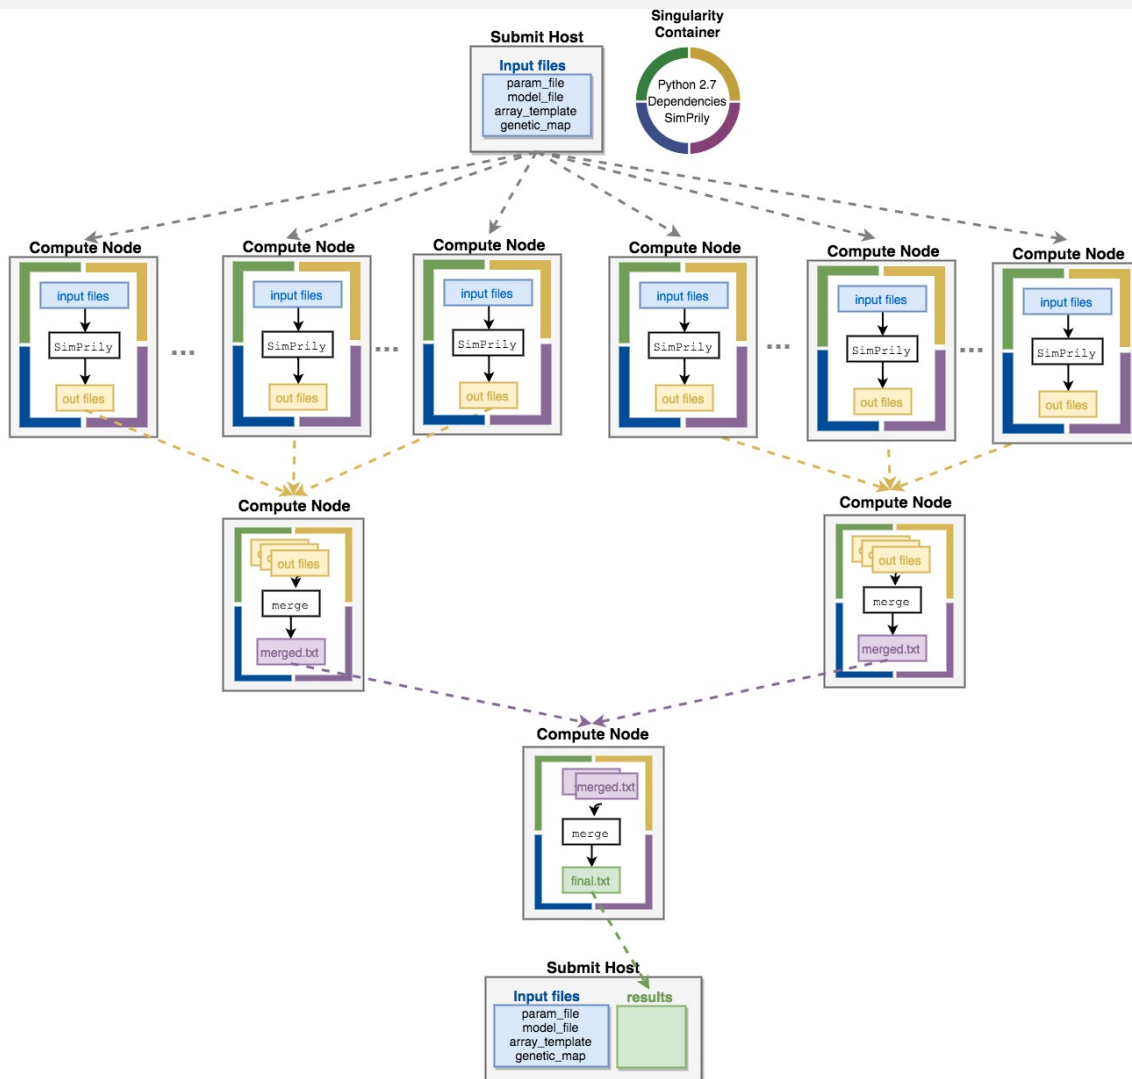 Singularity
Container
Submit Host
Input files
param_file
model_file
array_template
genetic_map
Python 2.7
Dependencies
SimPrily
Compute Node
Compute Node
Compute Node
Compute Node
Compute Node
Compute Node
input files
input files
input files
input files
input files
input files
SimPrily
...
SimPrily
...
SimPrily
SimPrily
...
SimPrily
...
SimPrily
out files
out files
out files
out files
out files
out files
Compute Node
Compute Node
out files
out files
merge
merge
merged.txt
merged.txt
Compute Node
merged.txt
merge
final.txt
Submit Host
Input files
results
param_file
model_file
array_template
genetic_map